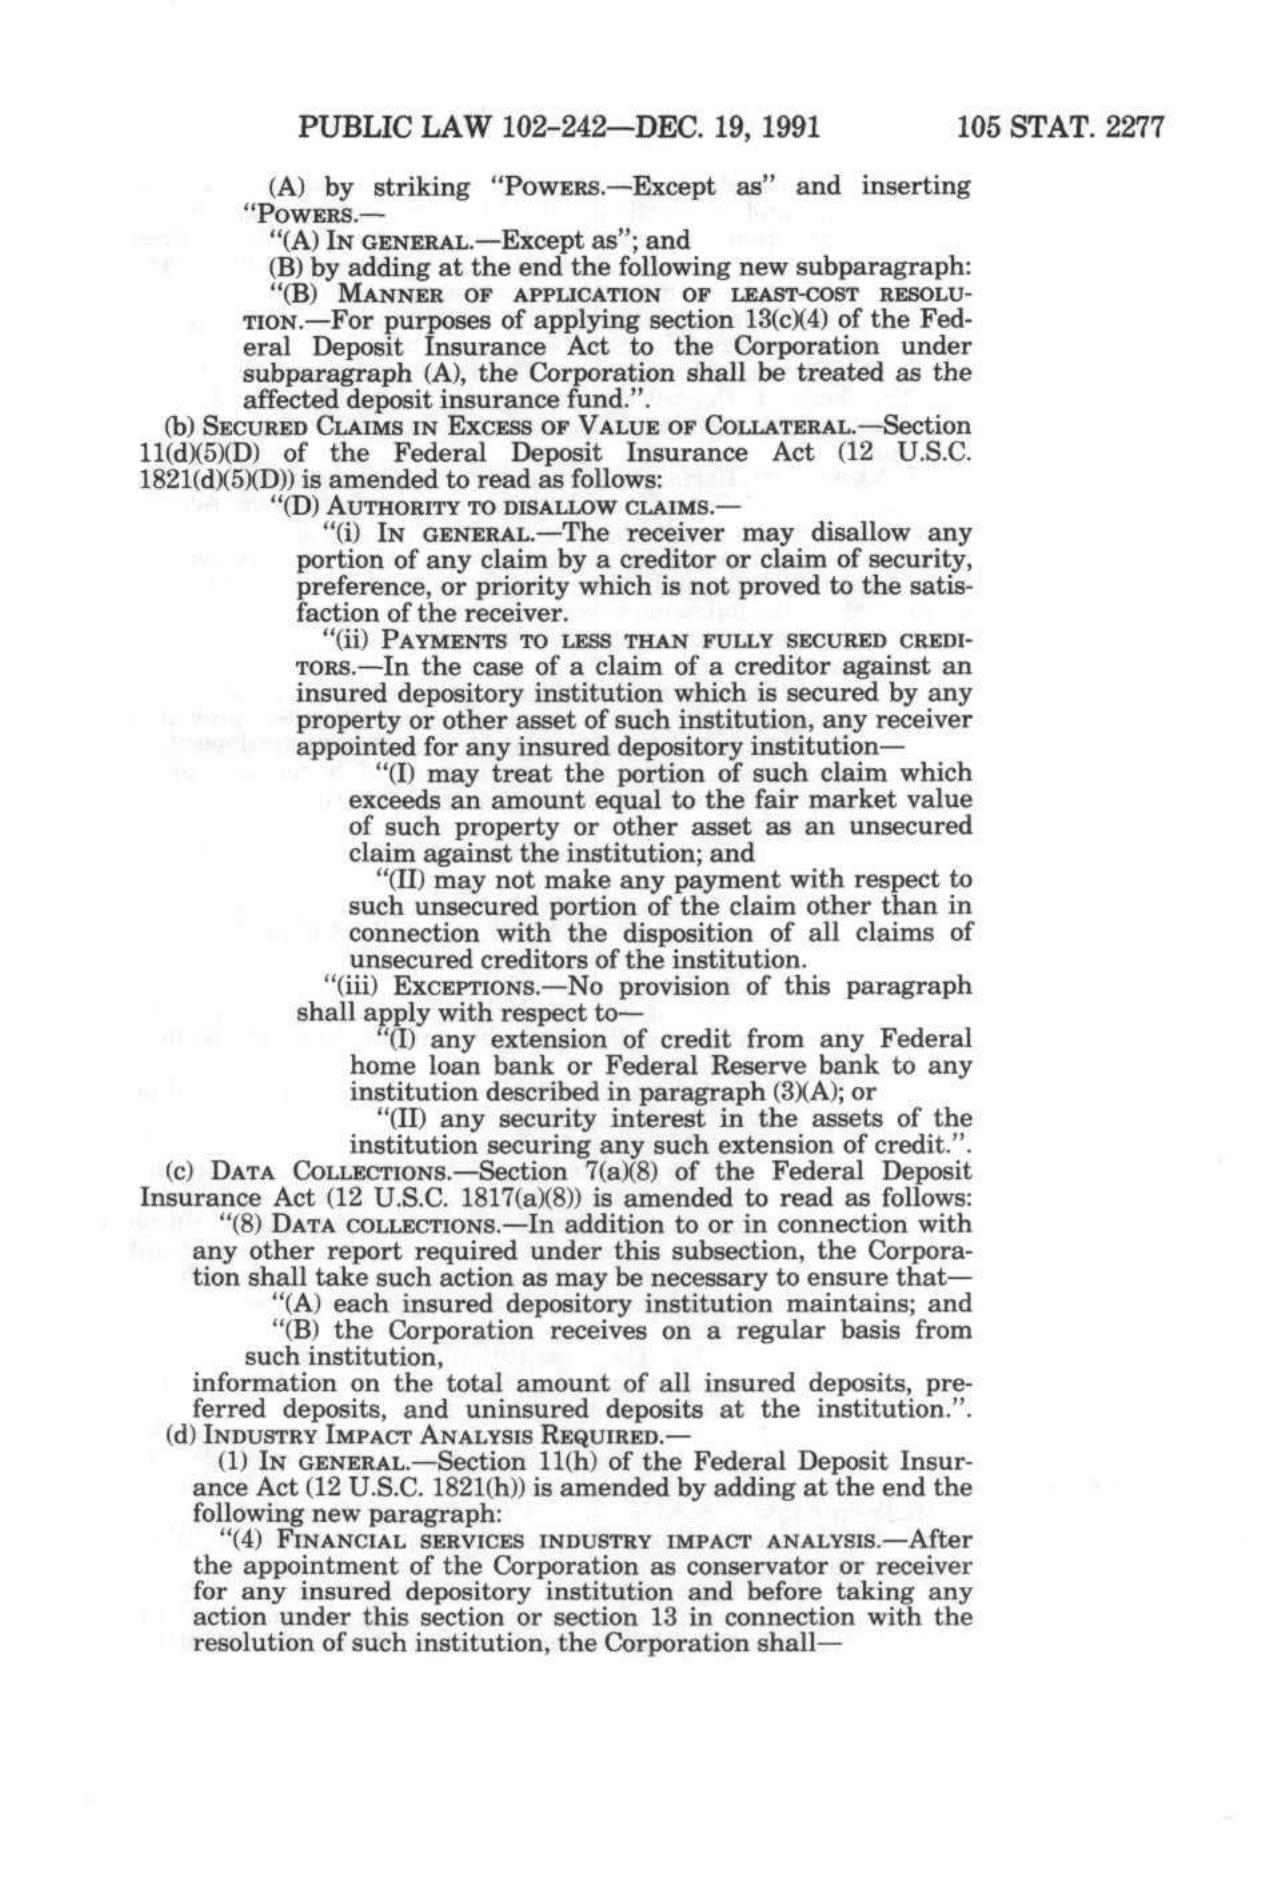 PUBLIC LAW 102-242—DEC. 19, 1991 105 STAT. 2277
(A) by striking “POWERS.—Except as” and inserting
“POWERS.—
“(A) IN GENERAL.—Except as”; and
(B) by adding at the end the following new subparagraph:
“(B) MANNER OF APPLICATION OF LEAST-COST RESOLU-
TION.—For purposes of applying section 13(c)(4) of the Fed-
eral Deposit Insurance Act to the Corporation under
subparagraph (A), the Corporation shall be treated as the
affected deposit insurance fund.”.
(b) SECURED CLAIMS IN EXCESS OF VALUE OF COLLATERAL.—Section
11(d)(5)(D) of the Federal Deposit Insurance Act (12 U.S.C.
1821(d)(5)(D)) is amended to read as follows:
“(D) AUTHORITY TO DISALLOW CLAIMS.—
“(i) IN GENERAL.—The receiver may disallow any
portion of any claim by a creditor or claim of security,
preference, or priority which is not proved to the satis-
faction of the receiver.
“(ii) PAYMENTS TO LESS THAN FULLY SECURED CREDI-
TORS.—In the case of a claim of a creditor against an
insured depository institution which is secured by any
property or other asset of such institution, any receiver
appointed for any insured depository institution—
“(I) may treat the portion of such claim which
exceeds an amount equal to the fair market value
of such property or other asset as an unsecured
claim against the institution; and
“(II) may not make any payment with respect to
such unsecured portion of the claim other than in
connection with the disposition of all claims of
unsecured creditors of the institution.
“(iii) EXCEPTIONS.—No provision of this paragraph
shall apply with respect to—
“(I) any extension of credit from any Federal
home loan bank or Federal Reserve bank to any
institution described in paragraph (3)(A); or
“(II) any security interest in the assets of the
institution securing any such extension of credit.”.
(c) DATA COLLECTIONS.—Section 7(a)(8) of the Federal Deposit
Insurance Act (12 U.S.C. 1817(a)(8)) is amended to read as follows:
“(8) DATA COLLECTIONS.—In addition to or in connection with
any other report required under this subsection, the Corpora-
tion shall take such action as may be necessary to ensure that—
“(A) each insured depository institution maintains; and
“(B) the Corporation receives on a regular basis from
such institution,
information on the total amount of all insured deposits, pre-
ferred deposits, and uninsured deposits at the institution.”.
(d) INDUSTRY IMPACT ANALYSIS REQUIRED.—
(1) IN GENERAL.—Section 11(h) of the Federal Deposit Insur-
ance Act (12 U.S.C. 1821(h)) is amended by adding at the end the
following new paragraph:
“(4) FINANCIAL SERVICES INDUSTRY IMPACT ANALYSIS.—After
the appointment of the Corporation as conservator or receiver
for any insured depository institution and before taking any
action under this section or section 13 in connection with the
resolution of such institution, the Corporation shall—